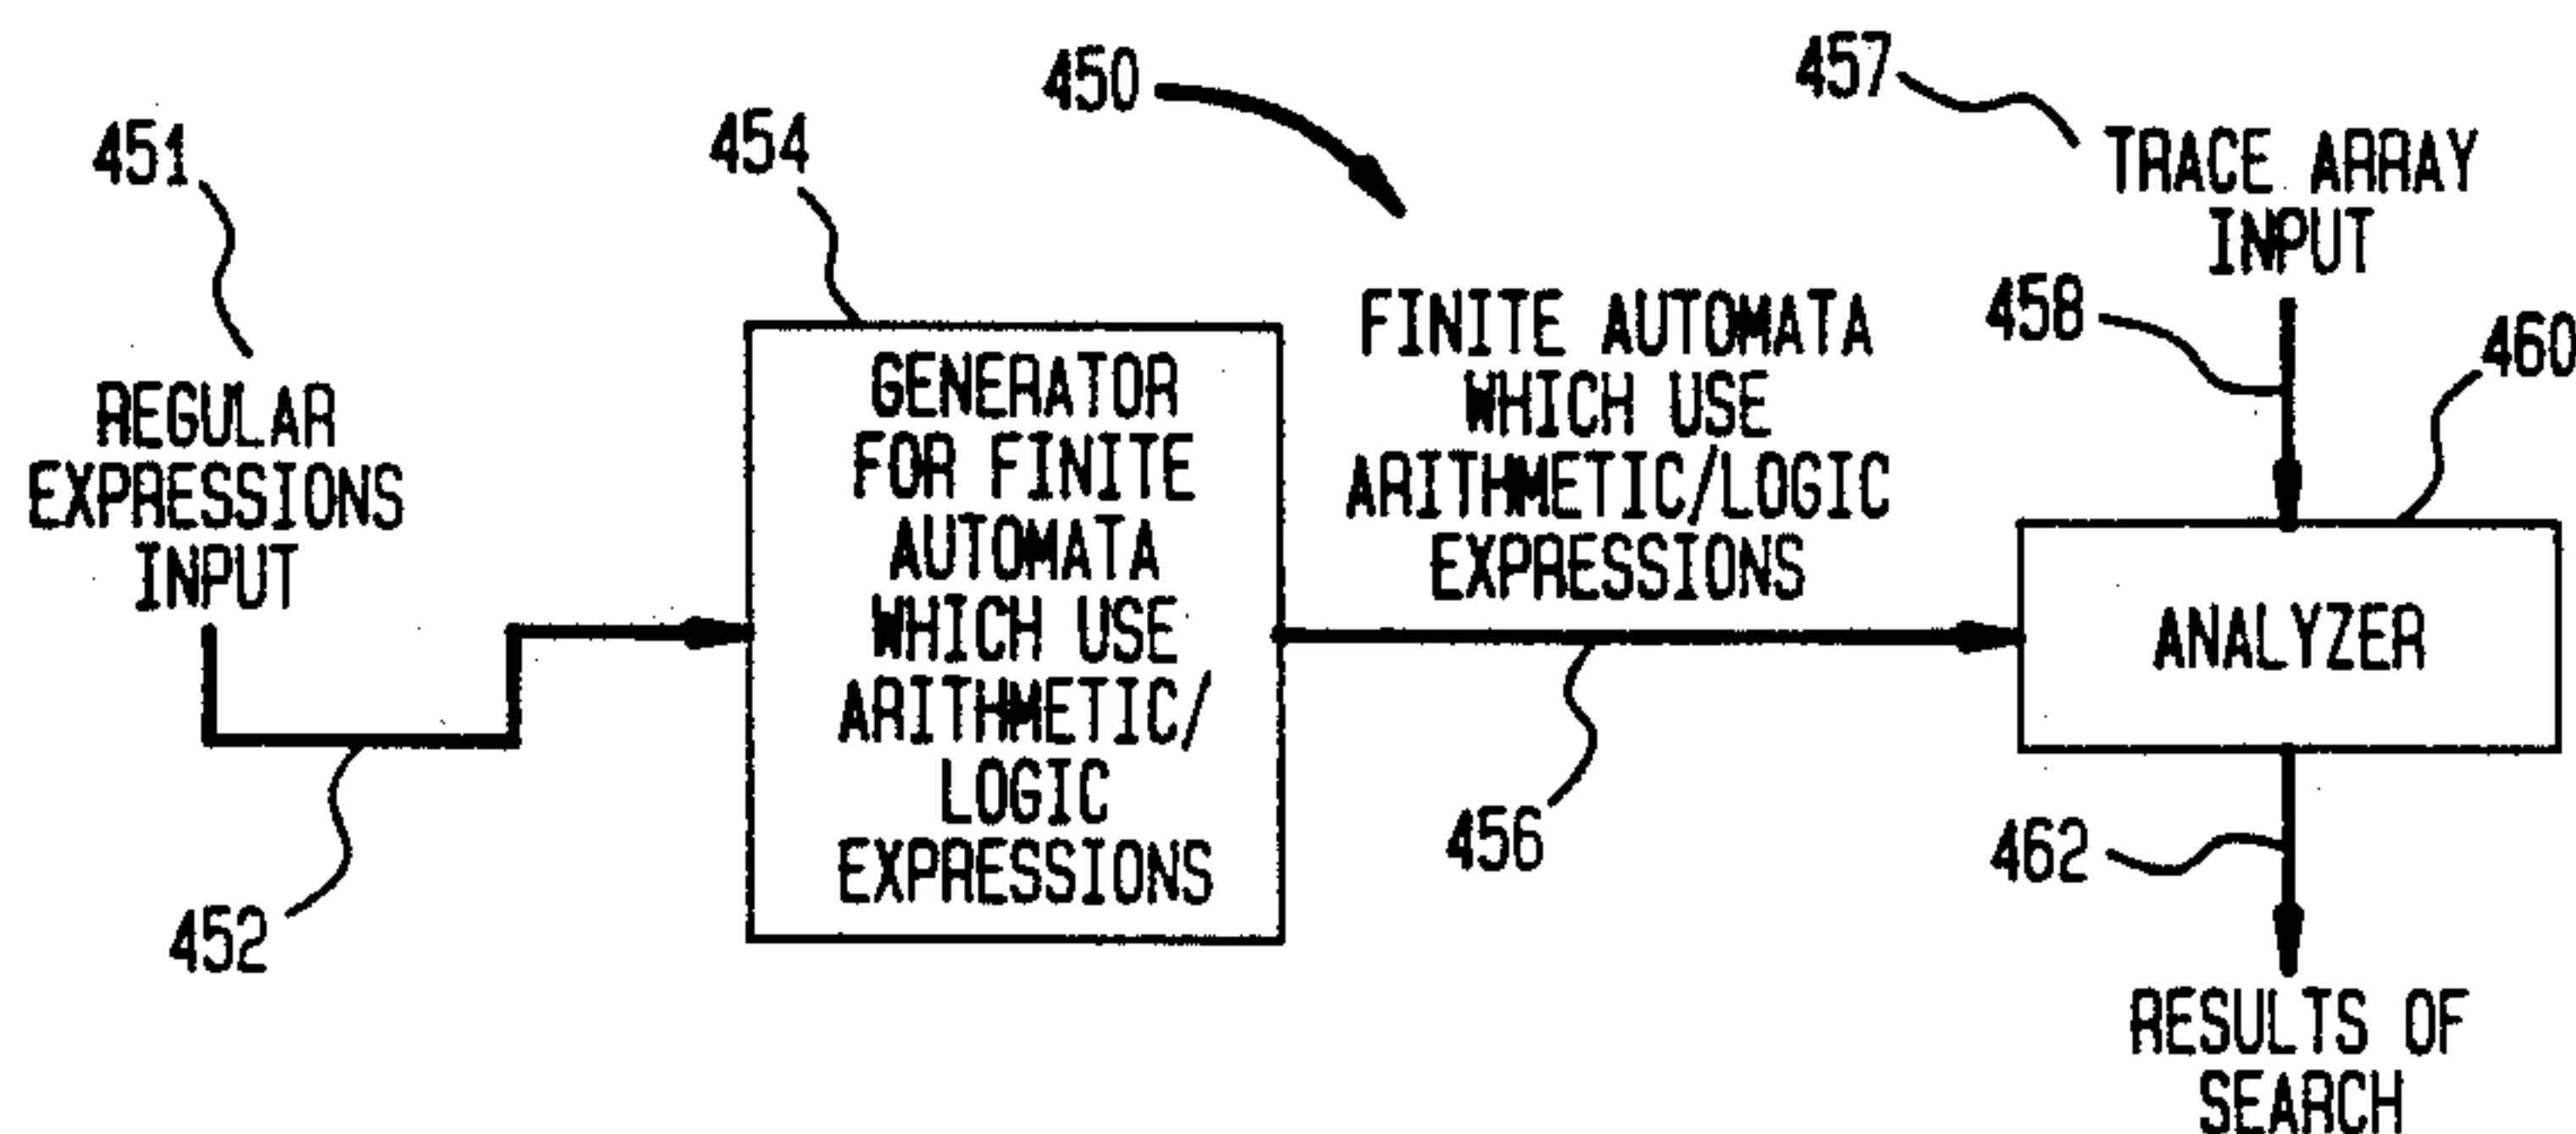 450
457
451
454
TRACE ARRAY
INPUT
458
460
REGULAR
EXPRESSIONS
INPUT
GENERATOR
FOR FINITE
AUTOMATA
WHICH USE
ARITHMETIC/
LOGIC
EXPRESSIONS
FINITE AUTOMATA
WHICH USE
ARITHMETIC/LOGIC
EXPRESSIONS
ANALYZER
452
456
462
RESULTS OF
SEARCH